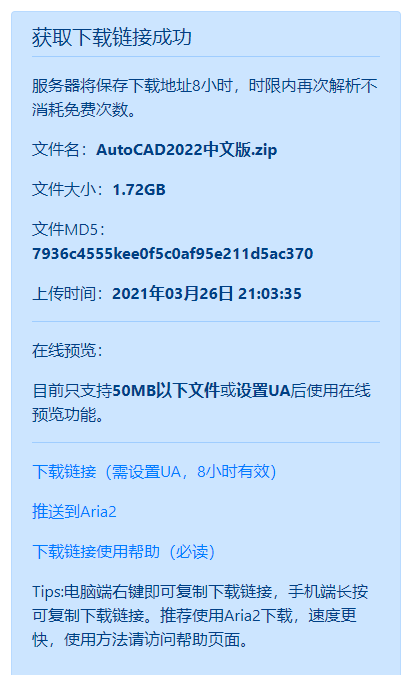 获取下载链接成功
服务器将保存下载地址8小时，时限内再次解析不
消耗免费次数。
文件名：AutoCAD2022中文版.zip
文件大小：1.72GB
文件MD5：
7936c4555kee0f5c0af95e211d5ac370
上传时间：2021年03月26日 21:03:35
在线预览：
目前只支持50MB以下文件或设置UA后使用在线
预览功能。
下载链接（需设置UA，8小时有效）
推送到Aria2
下载链接使用帮助（必读）
Tips:电脑端右键即可复制下载链接，手机端长按
可复制下载链接。推荐使用Aria2下载，速度更
快，使用方法请访问帮助页面。